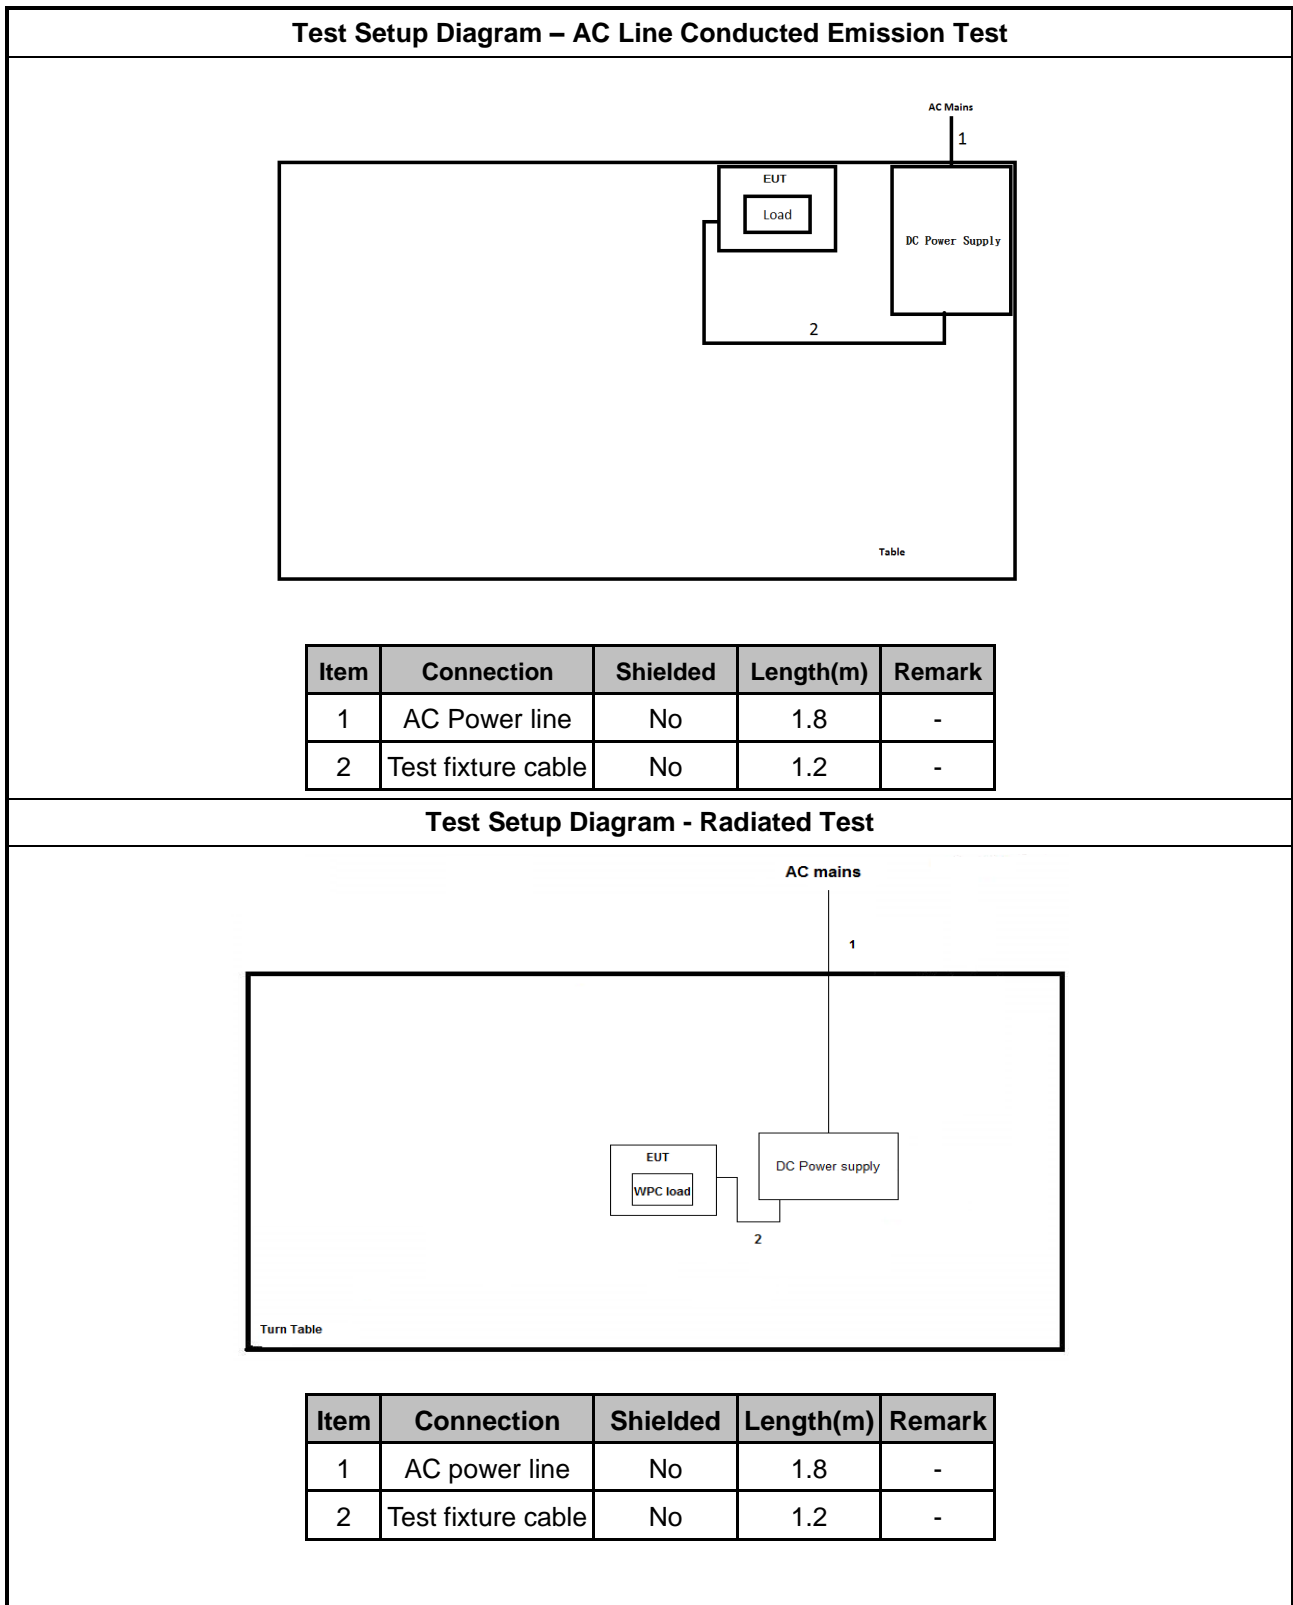 Test Setup Diagram – AC Line Conducted Emission Test
AC Mains
1
EUT
Load
DC Power Supply
2
Table
Item Connection Shielded Length(m) Remark
1 AC Power line No 1.8 -
2 Test fixture cable No 1.2 -
Test Setup Diagram - Radiated Test
AC mains
1
EUT
WPC load
DC Power supply
2
Turn Table
Item Connection Shielded Length(m) Remark
1 AC power line No 1.8 -
2 Test fixture cable No 1.2 -